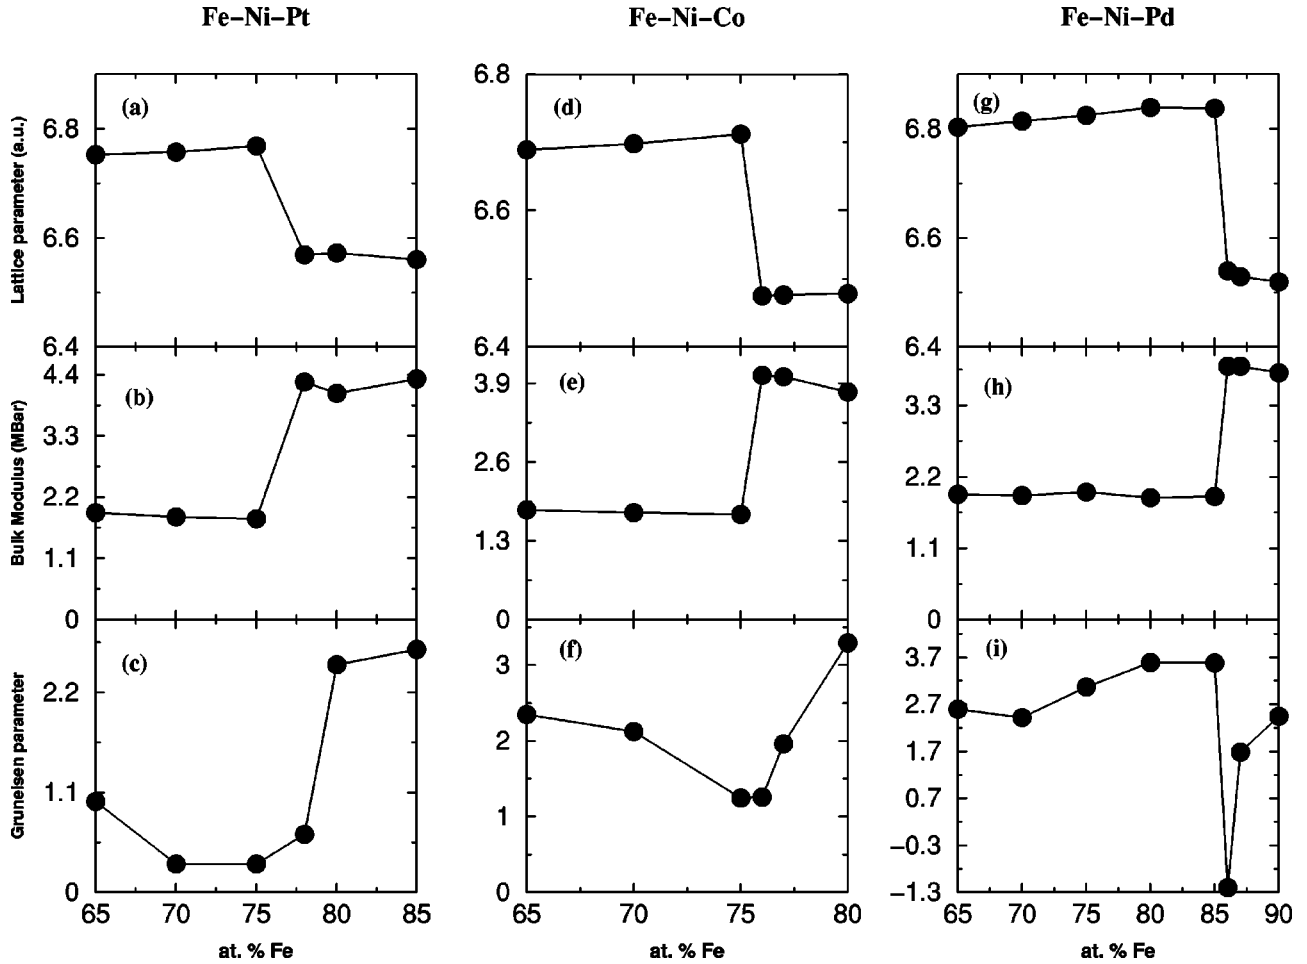 Fe–Ni–Pt Fe–Ni–Co Fe–Ni–Pd
Lattice parameter (a.u.)
(a)
6.8
6.6
6.4
(d)
6.8
6.6
6.4
(g)
6.8
6.6
6.4
Bulk Modulus (MBar)
(b)
4.4
3.3
2.2
1.1
0
(e)
3.9
2.6
1.3
0
(h)
3.3
2.2
1.1
0
Gruneisen parameter
(c)
2.2
1.1
0
(f)
3
2
1
0
(i)
3.7
2.7
1.7
0.7
−0.3
−1.3
65 70 75 80 85
65 70 75 80
65 70 75 80 85 90
at. % Fe at. % Fe at. % Fe